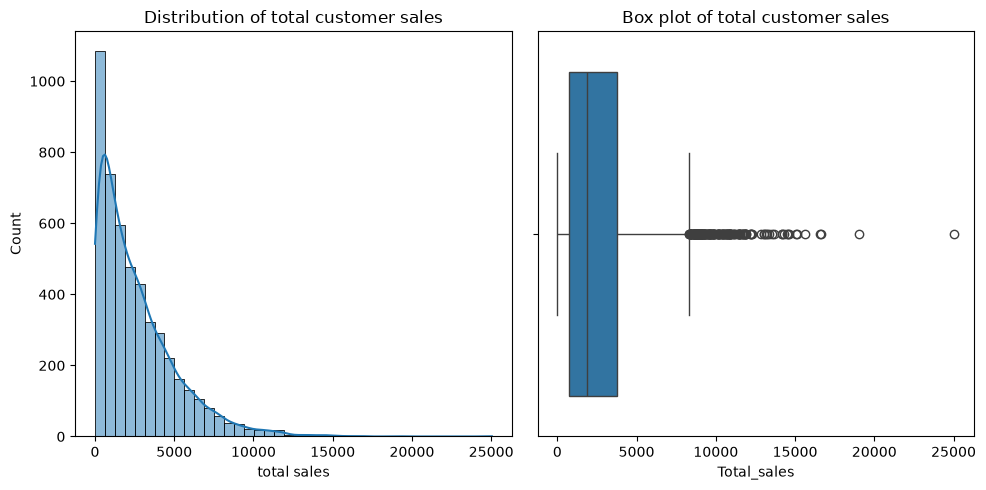 Distribution of total customer sales
Box plot of total customer sales
1000
800
600
400
200
0
Count
0 5000 10000 15000 20000 25000
total sales
0 5000 10000 15000 20000 25000
Total_sales